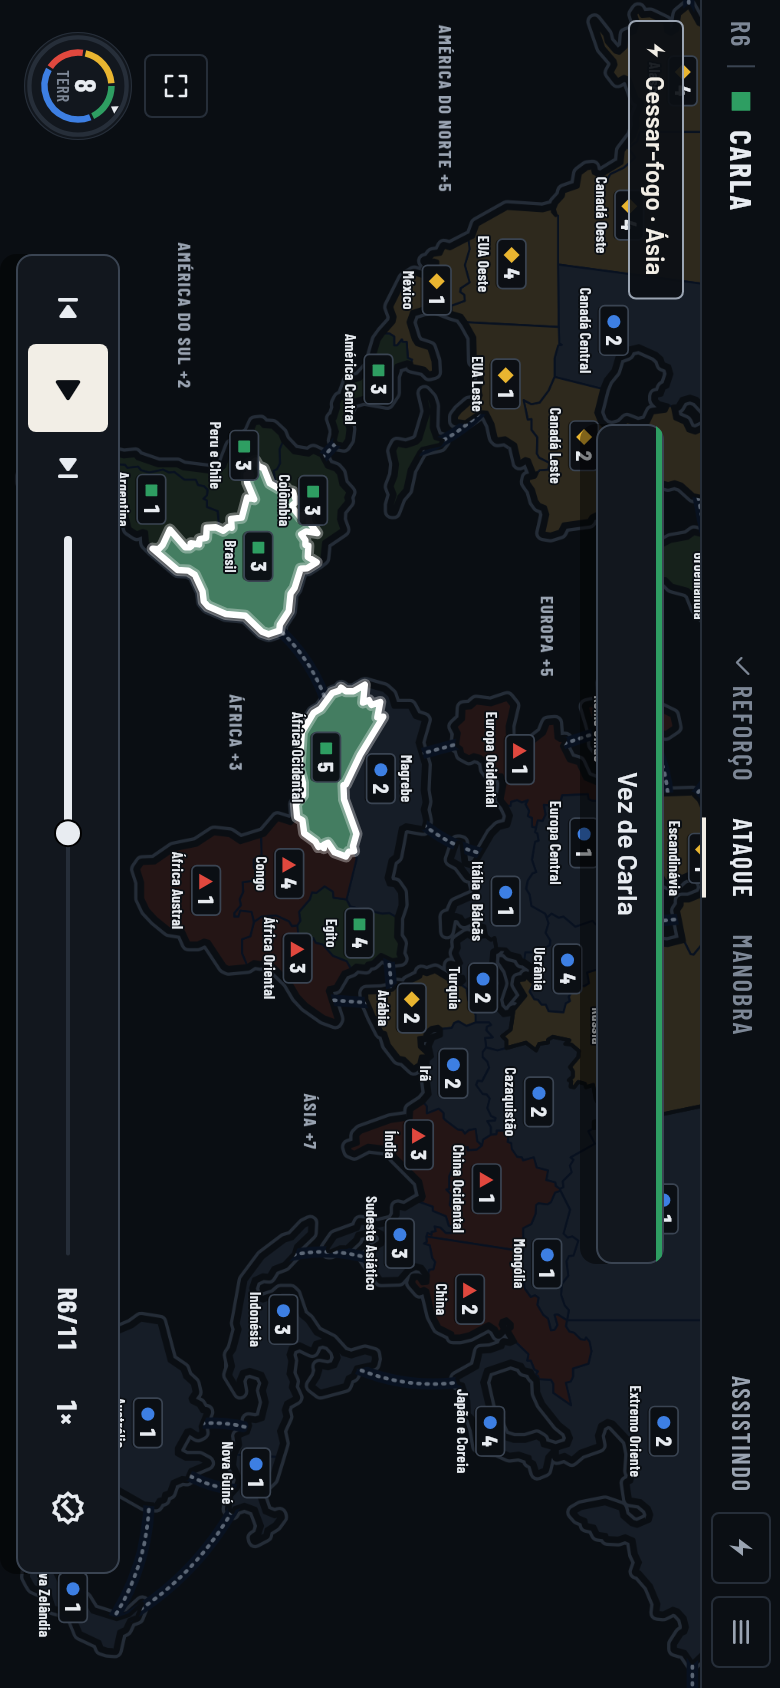 R6
CARLA
REFORÇO
ATAQUE
MANOBRA
ASSISTINDO
Cessar-fogo · Ásia
Vez de Carla
4
Canadá Oeste
2
Canadá Central
4
EUA Oeste
1
EUA Leste
2
Canadá Leste
1
México
3
América Central
AMÉRICA DO NORTE +5
AMÉRICA DO SUL +2
3
Colômbia
3
Peru e Chile
3
Brasil
1
Argentina
Groenlândia
EUROPA +5
Escandinávia
1
Europa Ocidental
1
Europa Central
1
Itália e Bálcãs
4
Ucrânia
Rússia
2
Turquia
ÁFRICA +3
2
Magrebe
5
África Ocidental
4
Egito
4
Congo
3
África Oriental
1
África Austral
ÁSIA +7
2
Arábia
2
Irã
2
Cazaquistão
3
Índia
1
China Ocidental
1
Mongólia
2
China
3
Sudeste Asiático
4
Japão e Coreia
2
Extremo Oriente
1
3
Indonésia
1
Nova Guiné
1
1
va Zelândia
8
TERR
R6/11
1×